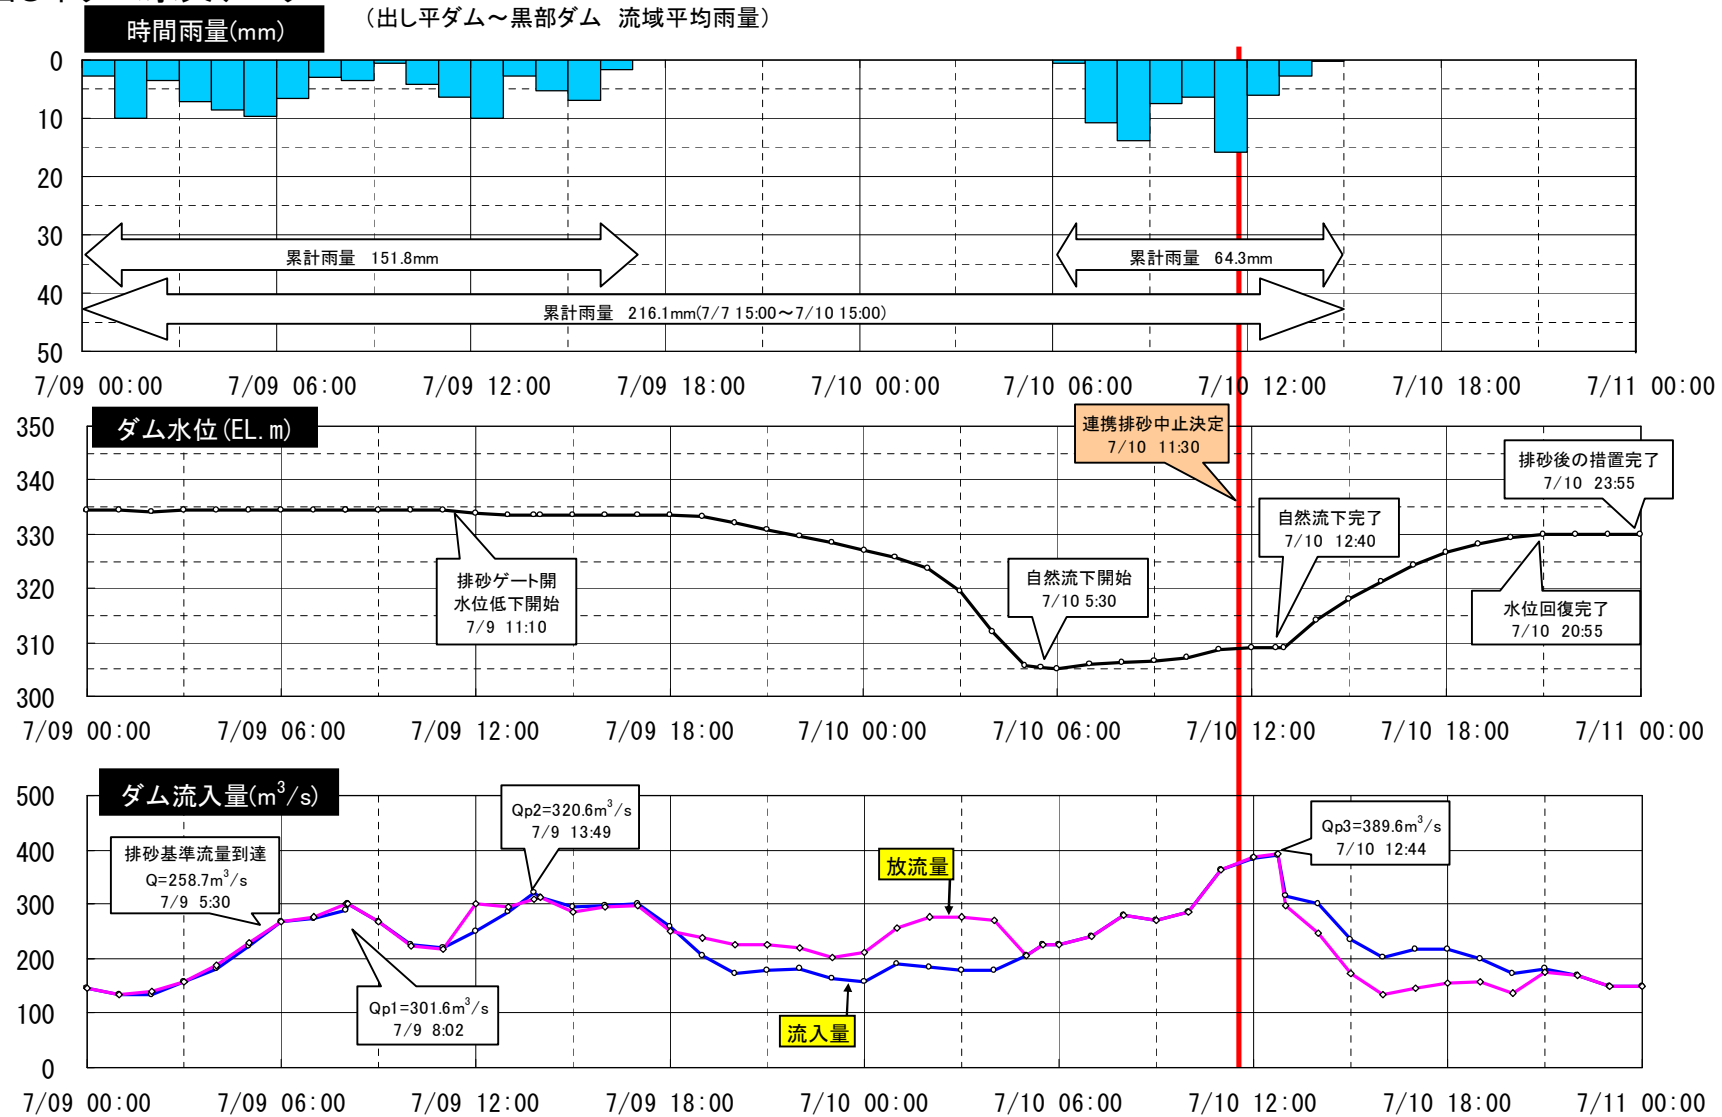 （出し平ダム～黒部ダム 流域平均雨量）
時間雨量(mm)
0
10
20
30
40
50
累計雨量 151.8mm
累計雨量 64.3mm
累計雨量 216.1mm(7/7 15:00～7/10 15:00)
7/09 00:00 7/09 06:00 7/09 12:00 7/09 18:00 7/10 00:00 7/10 06:00 7/10 12:00 7/10 18:00 7/11 00:00
ダム水位(EL.m)
350
340
330
320
310
300
排砂ゲート開
水位低下開始
7/9 11:10
自然流下開始
7/10 5:30
連携排砂中止決定
7/10 11:30
自然流下完了
7/10 12:40
排砂後の措置完了
7/10 23:55
水位回復完了
7/10 20:55
7/09 00:00 7/09 06:00 7/09 12:00 7/09 18:00 7/10 00:00 7/10 06:00 7/10 12:00 7/10 18:00 7/11 00:00
ダム流入量(m³/s)
500
400
300
200
100
0
排砂基準流量到達
Q=258.7m³/s
7/9 5:30
Qp1=301.6m³/s
7/9 8:02
Qp2=320.6m³/s
7/9 13:49
放流量
流入量
Qp3=389.6m³/s
7/10 12:44
7/09 00:00 7/09 06:00 7/09 12:00 7/09 18:00 7/10 00:00 7/10 06:00 7/10 12:00 7/10 18:00 7/11 00:00